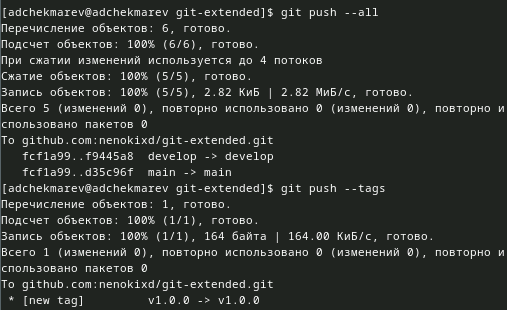 [adchekmarev@adchekmarev git-extended]$ git push --all
Перечисление объектов: 6, готово.
Подсчет объектов: 100% (6/6), готово.
При сжатии изменений используется до 4 потоков
Сжатие объектов: 100% (5/5), готово.
Запись объектов: 100% (5/5), 2.82 КиБ | 2.82 МиБ/с, готово.
Всего 5 (изменений 0), повторно использовано 0 (изменений 0), повторно и
спользовано пакетов 0
To github.com:nenokixd/git-extended.git
   fcf1a99..f9445a8  develop -> develop
   fcf1a99..d35c96f  main -> main
[adchekmarev@adchekmarev git-extended]$ git push --tags
Перечисление объектов: 1, готово.
Подсчет объектов: 100% (1/1), готово.
Запись объектов: 100% (1/1), 164 байта | 164.00 КиБ/с, готово.
Всего 1 (изменений 0), повторно использовано 0 (изменений 0), повторно и
спользовано пакетов 0
To github.com:nenokixd/git-extended.git
 * [new tag]         v1.0.0 -> v1.0.0